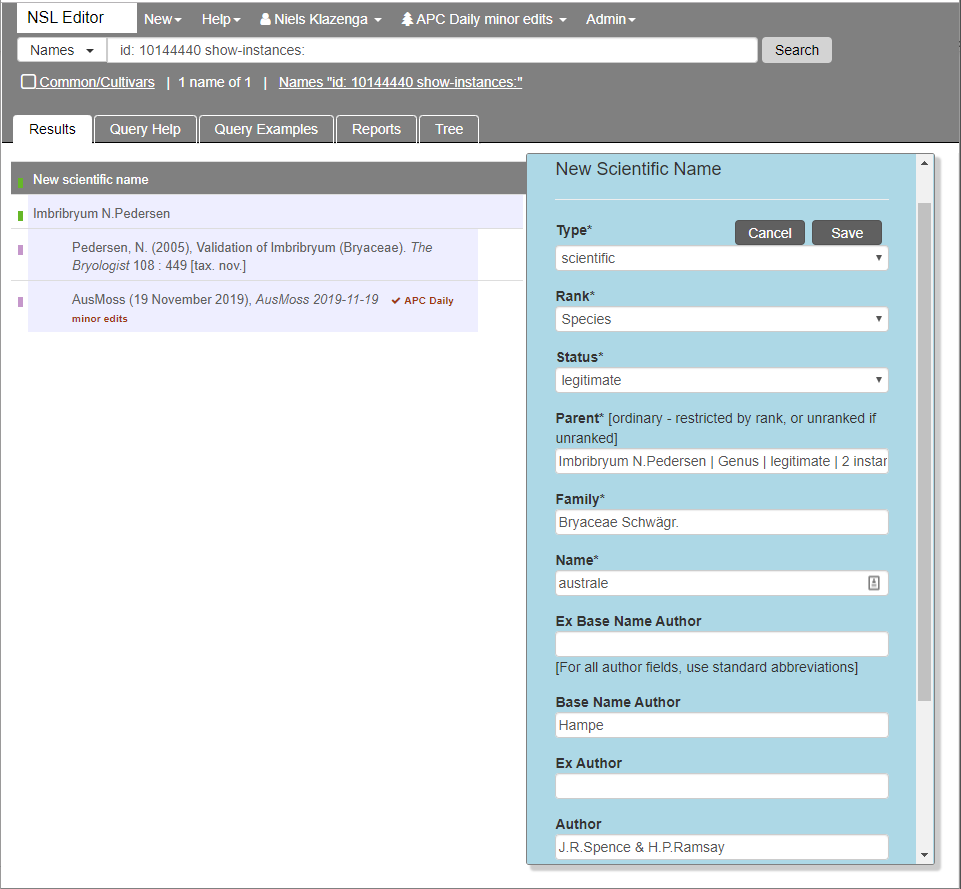 NSL Editor New Help Niels Klazenga APC Daily minor edits Admin
Names id: 10144440 show-instances: Search
Common/Cultivars | 1 name of 1 | Names "id: 10144440 show-instances:"
Results Query Help Query Examples Reports Tree
New scientific name
Imbribryum N.Pedersen
Pedersen, N. (2005), Validation of Imbribryum (Bryaceae). The
Bryologist 108 : 449 [tax. nov.]
AusMoss (19 November 2019), AusMoss 2019-11-19 ✔ APC Daily
minor edits
New Scientific Name
Type* Cancel Save
scientific
Rank*
Species
Status*
legitimate
Parent* [ordinary - restricted by rank, or unranked if
unranked]
Imbribryum N.Pedersen | Genus | legitimate | 2 instar
Family*
Bryaceae Schwägr.
Name*
australe
Ex Base Name Author
[For all author fields, use standard abbreviations]
Base Name Author
Hampe
Ex Author
Author
J.R.Spence & H.P.Ramsay